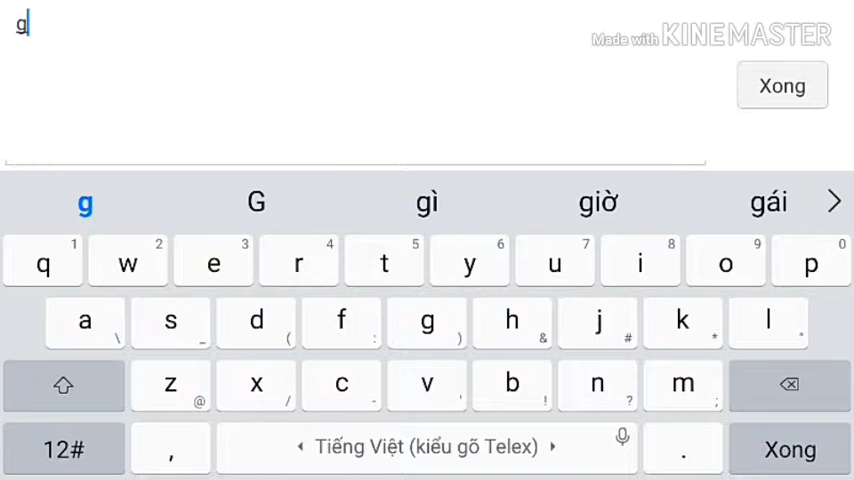 g
Made with KINEMASTER
Xong
g G gì giờ gái
q 1 w 2 e 3 r 4 t 5 y 6 u 7 i 8 o 9 p 0
a \ s _ d ( f : g ) h & j # k * l "
z @ x / c - v ' b ! n ? m ;
12# , Tiếng Việt (kiểu gõ Telex) . Xong